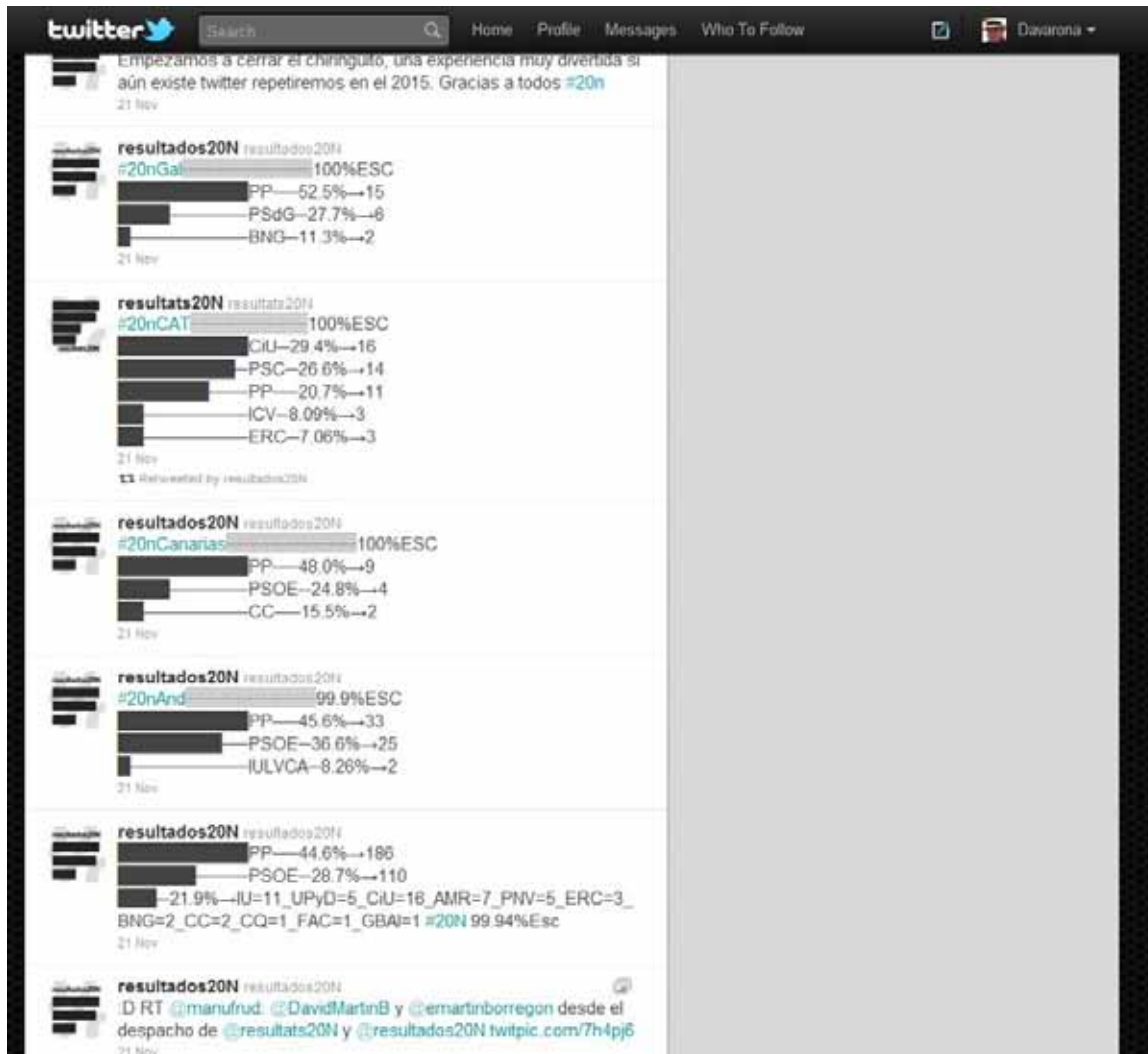 twitter Search Home Profile Messages Who To Follow Davarona
Empezamos a cerrar el chiringuito, una experiencia muy divertida si
aún existe twitter repetiremos en el 2015. Gracias a todos #20n
21 Nov
resultados20N resultados20N
#20nGal 100%ESC
PP----52.5%→15
PSdG--27.7%→6
BNG--11.3%→2
21 Nov
resultats20N resultats20N
#20nCAT 100%ESC
CiU--29.4%→16
PSC--26.6%→14
PP----20.7%→11
ICV--8.09%→3
ERC--7.06%→3
21 Nov
Retweeted by resultados20N
resultados20N resultados20N
#20nCanarias 100%ESC
PP----48.0%→9
PSOE--24.8%→4
CC----15.5%→2
21 Nov
resultados20N resultados20N
#20nAnd 99.9%ESC
PP----45.6%→33
PSOE--36.6%→25
IULVCA--8.26%→2
21 Nov
resultados20N resultados20N
PP----44.6%→186
PSOE--28.7%→110
--21.9%→IU=11_UPyD=5_CiU=16_AMR=7_PNV=5_ERC=3_
BNG=2_CC=2_CQ=1_FAC=1_GBAI=1 #20N 99.94%Esc
21 Nov
resultados20N resultados20N
:D RT @manufrud: @DavidMartinB y @emartinborregon desde el
despacho de @resultats20N y @resultados20N twitpic.com/7h4pj6
21 Nov